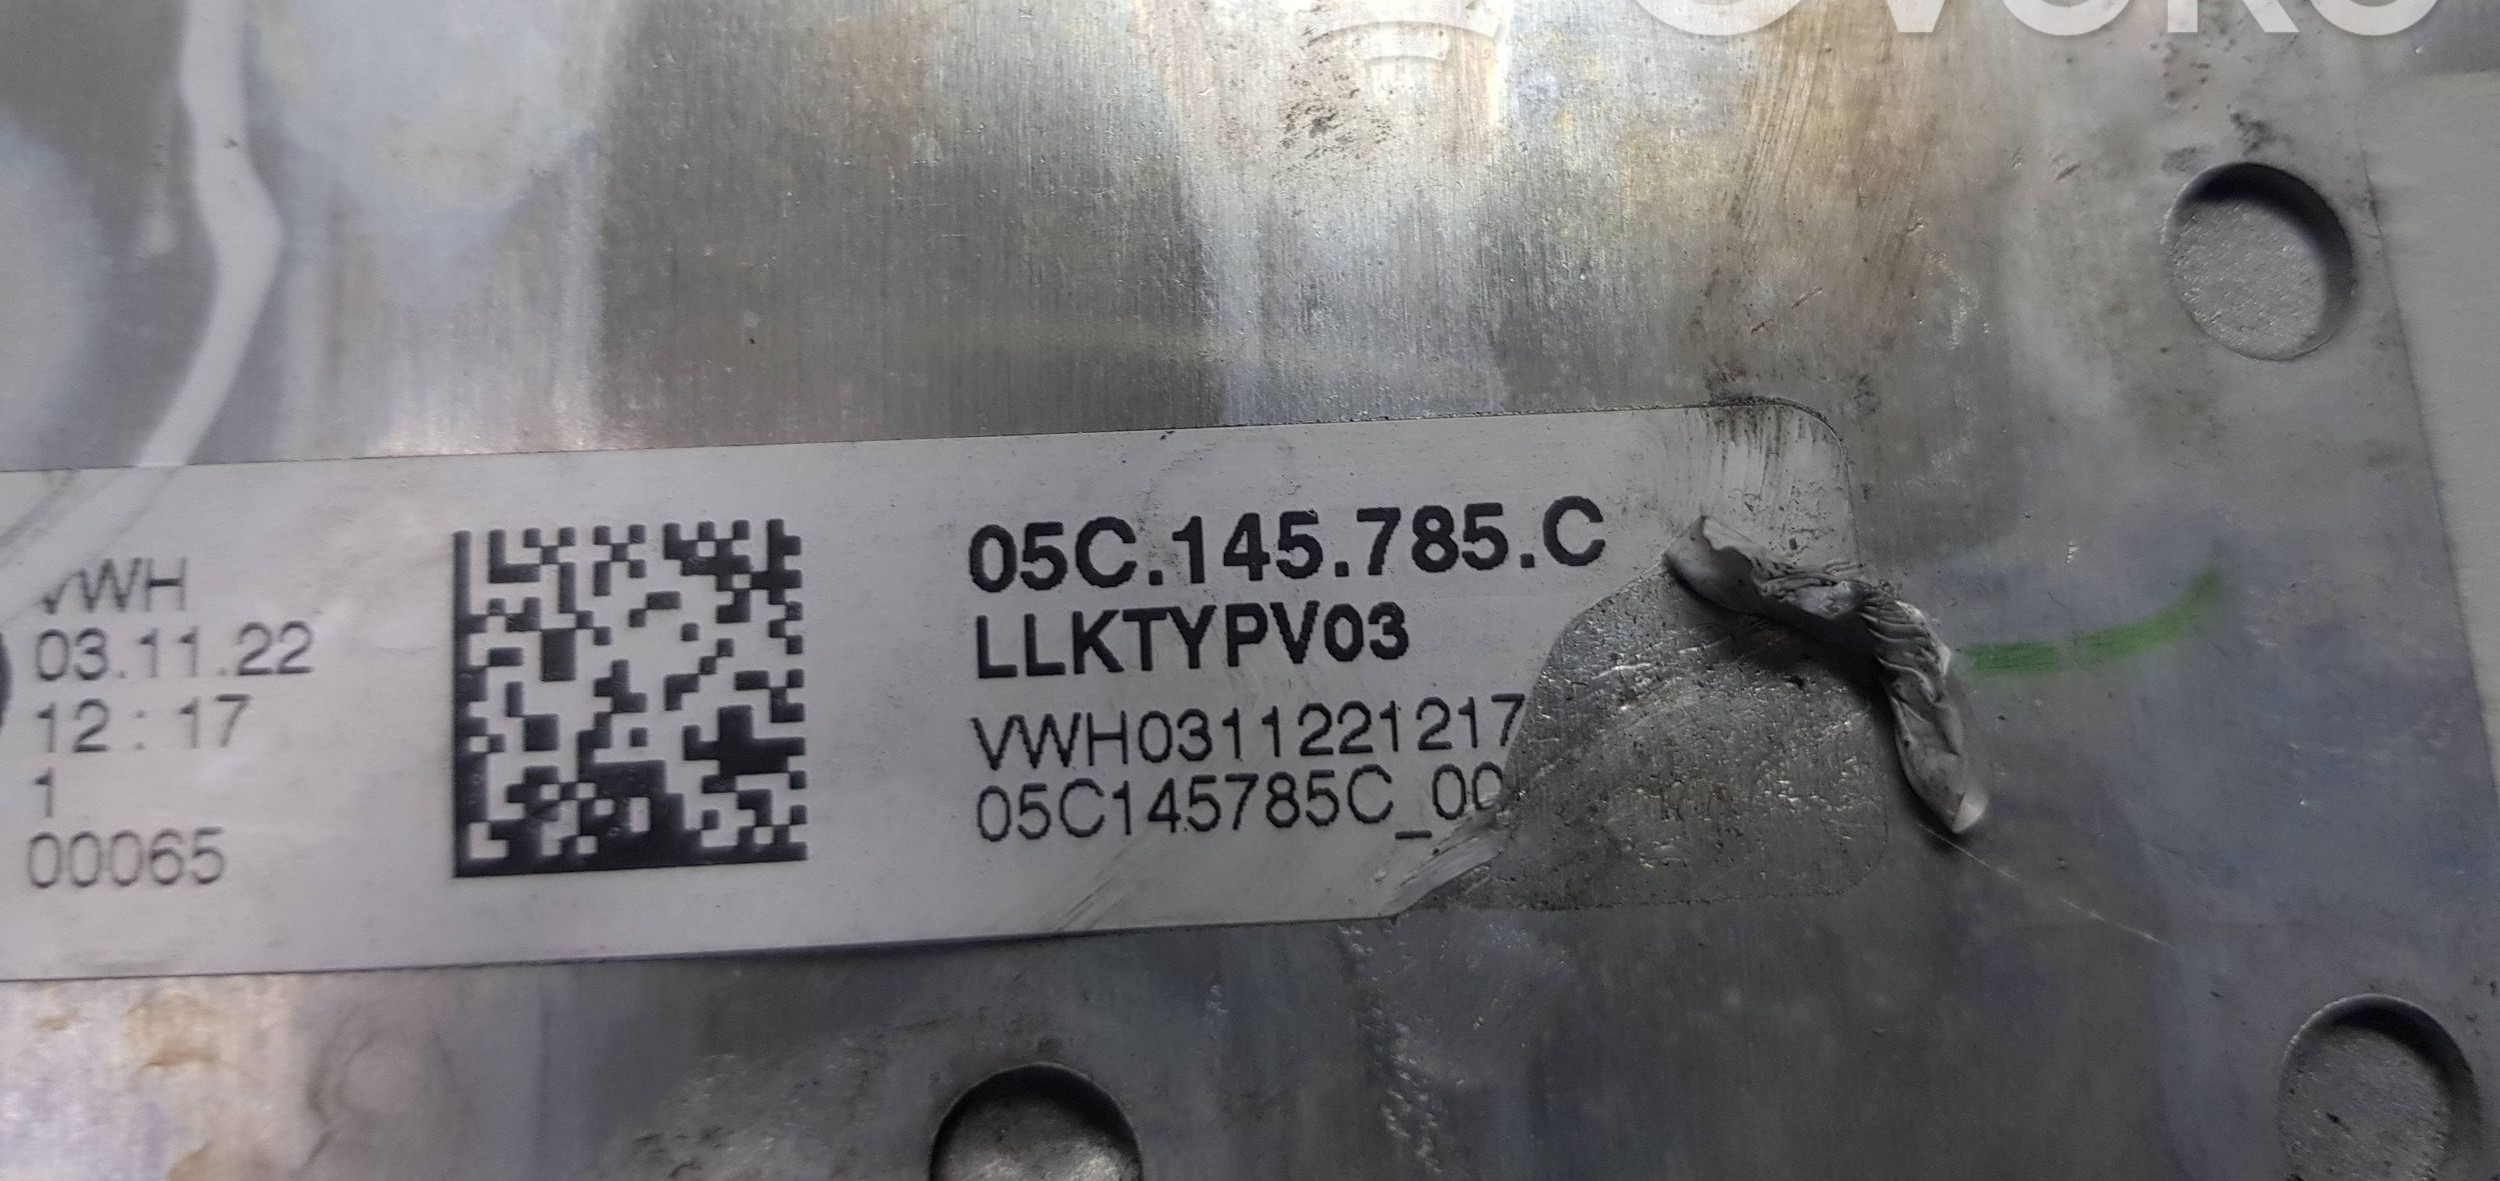 VWH
03.11.22
12:17
1
00065
05C.145.785.C
LLKTYPV03
VWH0311221217
05C145785C_00